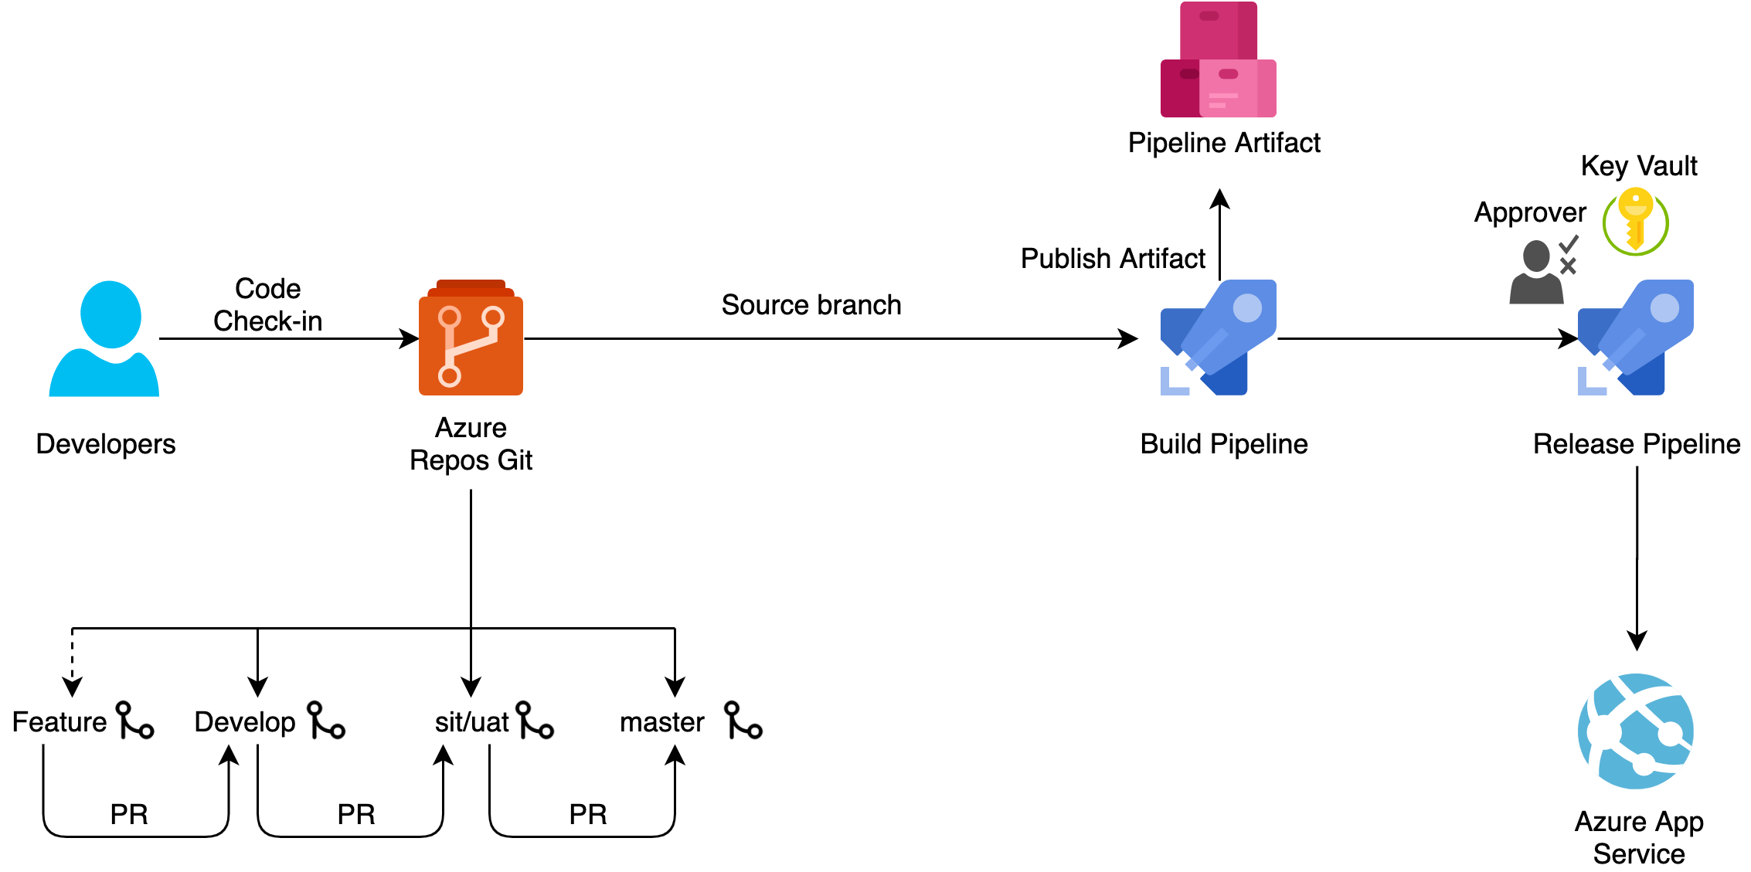 Pipeline Artifact
Key Vault
Approver
Publish Artifact
Code
Check-in
Source branch
Developers
Azure
Repos Git
Build Pipeline
Release Pipeline
Feature
Develop
sit/uat
master
PR
PR
PR
Azure App
Service